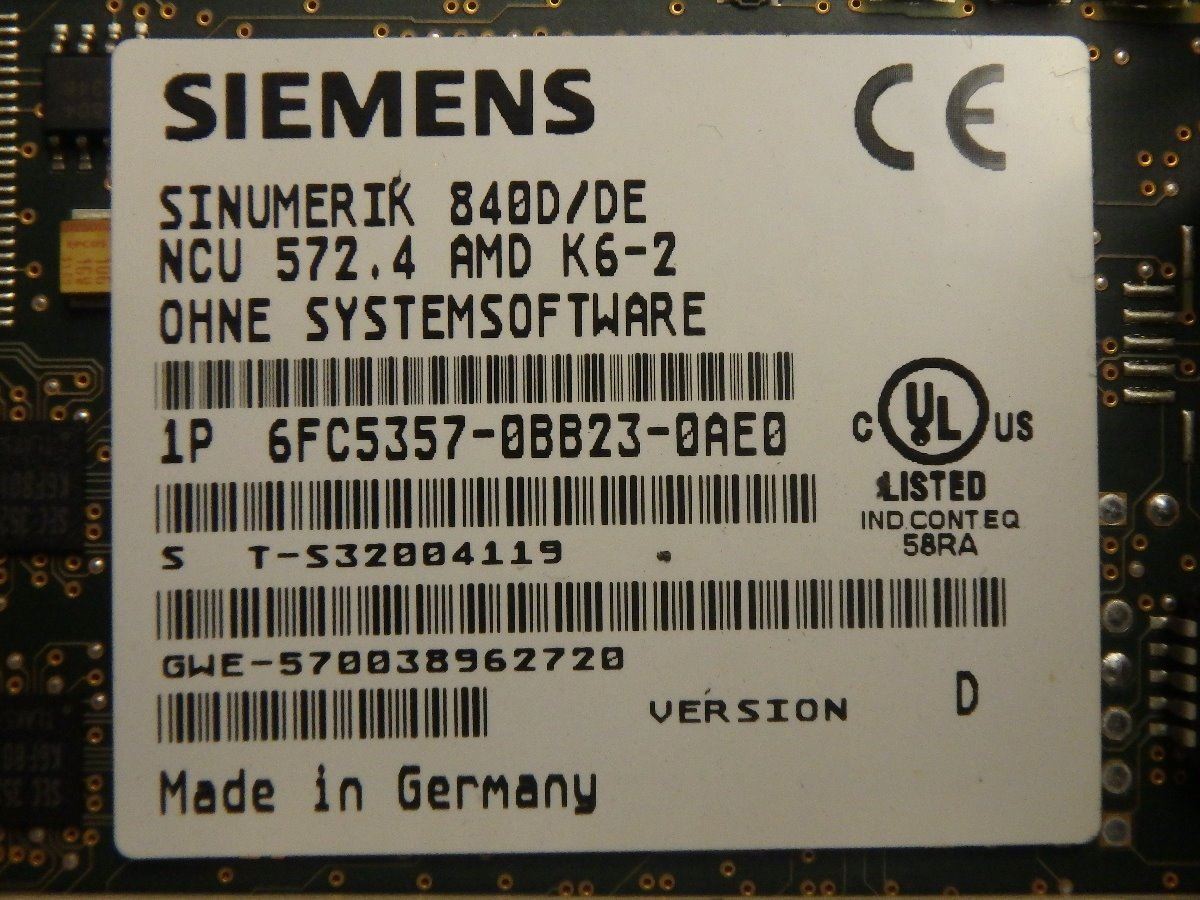 SIEMENS
CE
SINUMERIK 840D/DE
NCU 572.4 AMD K6-2
OHNE SYSTEMSOFTWARE
1P 6FC5357-0BB23-0AE0
C UL US
LISTED
IND.CONT.EQ
58RA
S T-S32004119
GWE-570038962720
VERSION D
Made in Germany